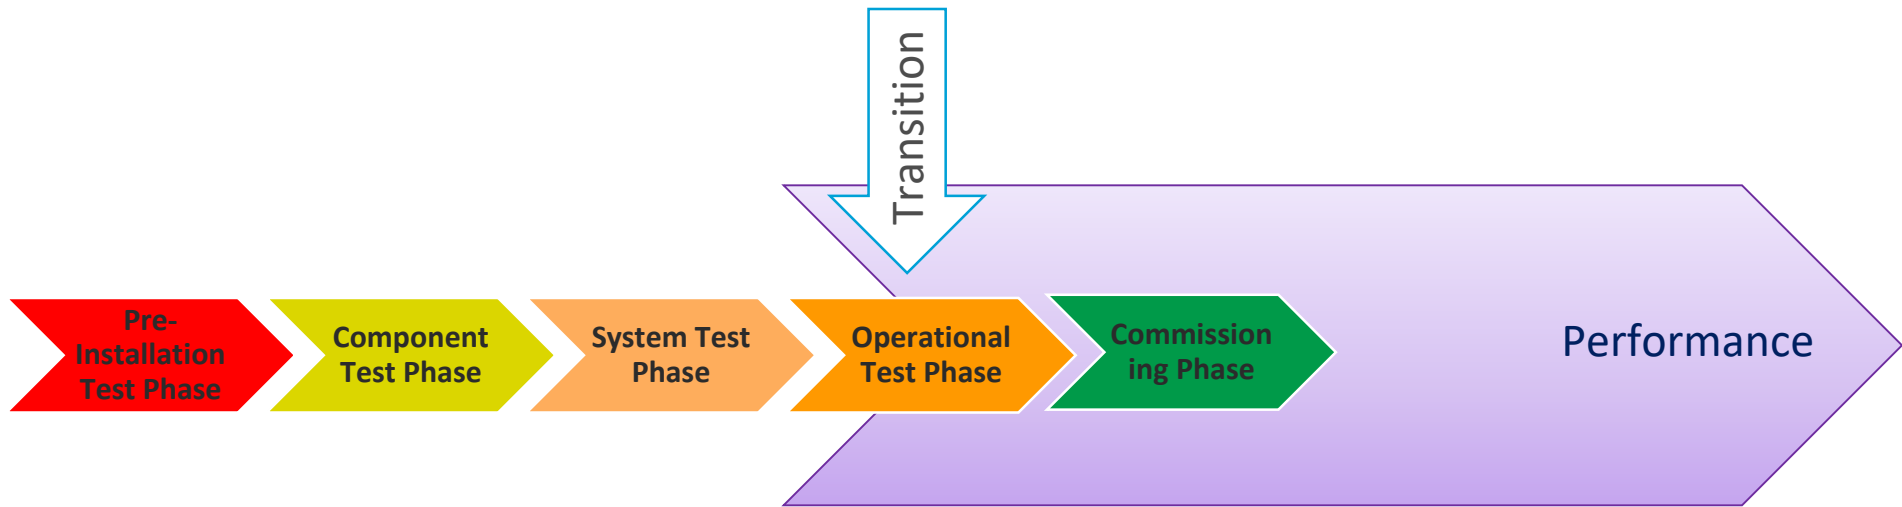 Transition
Pre-
Installation
Test Phase
Component
Test Phase
System Test
Phase
Operational
Test Phase
Commission
ing Phase
Performance